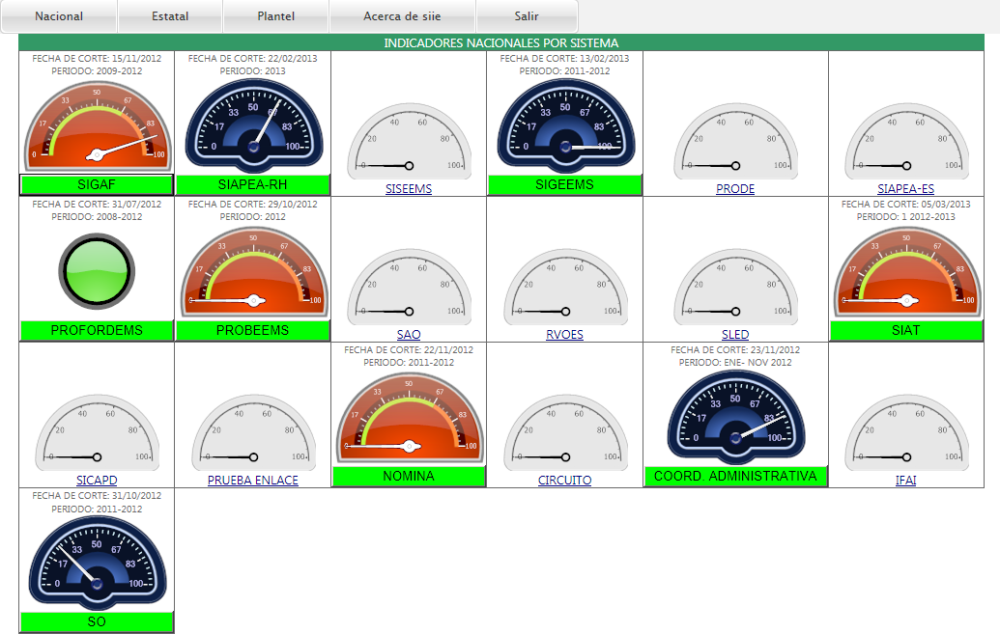 Nacional Estatal Plantel Acerca de siie Salir
INDICADORES NACIONALES POR SISTEMA
FECHA DE CORTE: 15/11/2012
PERIODO: 2009-2012
0 17 33 50 67 83 100
SIGAF
FECHA DE CORTE: 22/02/2013
PERIODO: 2013
0 17 33 50 67 83 100
SIAPEA-RH
0 20 40 60 80 100
SISEEMS
FECHA DE CORTE: 13/02/2013
PERIODO: 2011-2012
0 17 33 50 67 83 100
SIGEEMS
0 20 40 60 80 100
PRODE
0 20 40 60 80 100
SIAPEA-ES
FECHA DE CORTE: 31/07/2012
PERIODO: 2008-2012
PROFORDEMS
FECHA DE CORTE: 29/10/2012
PERIODO: 2012
0 17 33 50 67 83 100
PROBEEMS
0 20 40 60 80 100
SAO
0 20 40 60 80 100
RVOES
0 20 40 60 80 100
SLED
FECHA DE CORTE: 05/03/2013
PERIODO: 1 2012-2013
0 17 33 50 67 83 100
SIAT
0 20 40 60 80 100
SICAPD
0 20 40 60 80 100
PRUEBA ENLACE
FECHA DE CORTE: 22/11/2012
PERIODO: 2011-2012
0 17 33 50 67 83 100
NOMINA
0 20 40 60 80 100
CIRCUITO
FECHA DE CORTE: 23/11/2012
PERIODO: ENE- NOV 2012
0 17 33 50 67 83 100
COORD. ADMINISTRATIVA
0 20 40 60 80 100
IFAI
FECHA DE CORTE: 31/10/2012
PERIODO: 2011-2012
0 17 33 50 67 83 100
SO